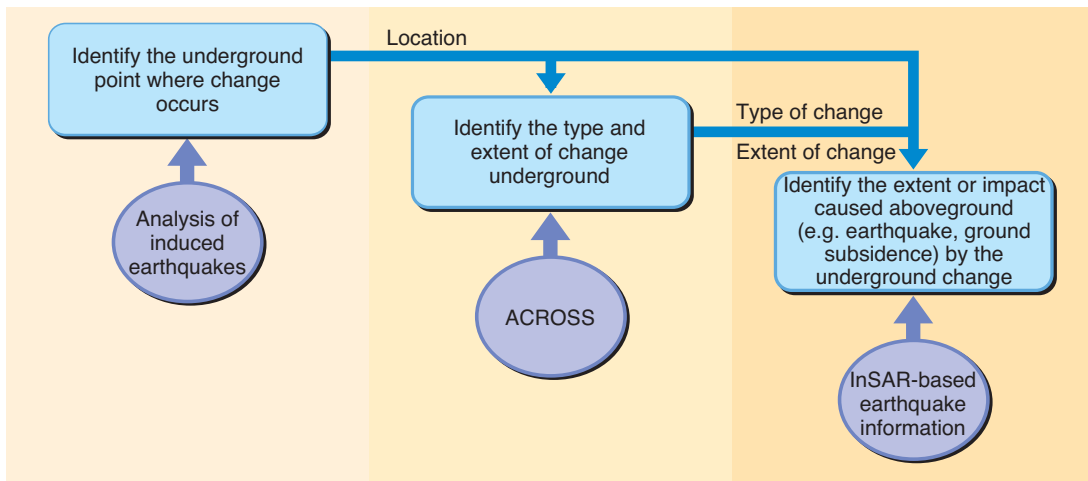 Identify the underground
point where change
occurs
Location
Analysis of
induced
earthquakes
Identify the type and
extent of change
underground
Type of change
Extent of change
ACROSS
Identify the extent or impact
caused aboveground
(e.g. earthquake, ground
subsidence) by the
underground change
InSAR-based
earthquake
information